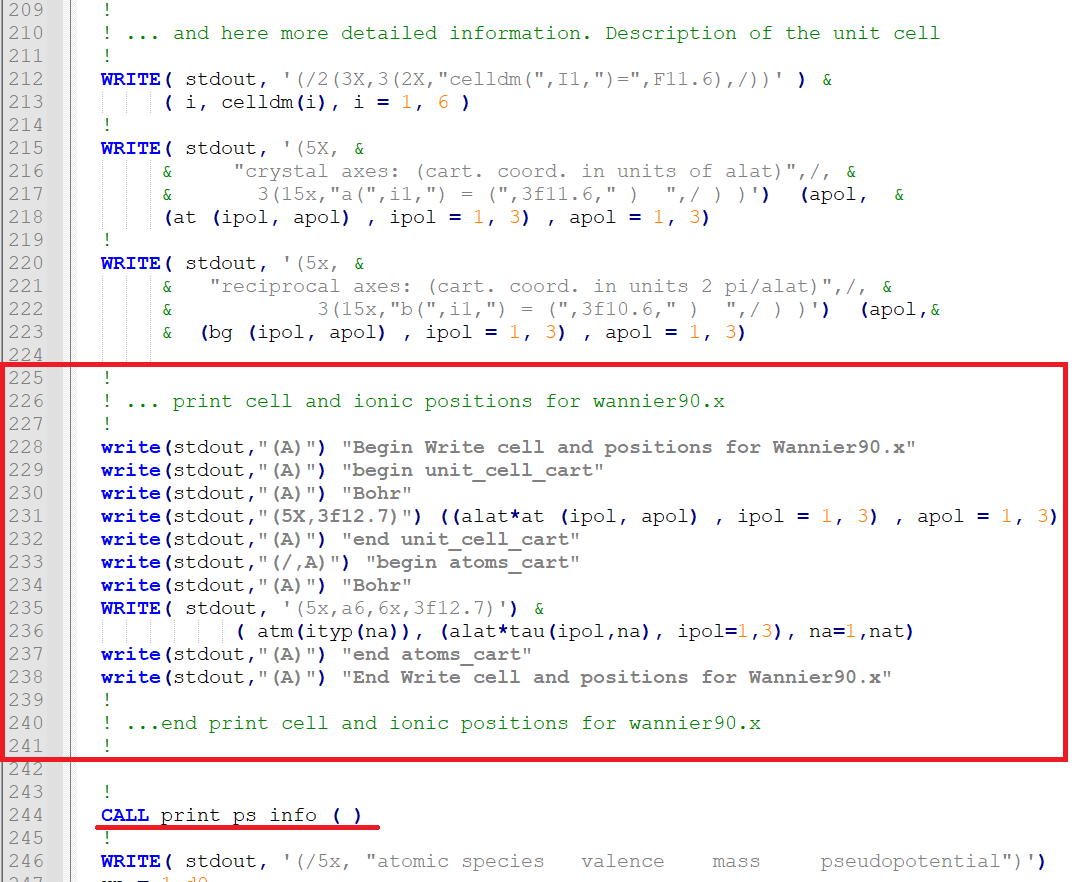 209 !
210 ! ... and here more detailed information. Description of the unit cell
211 !
212 WRITE( stdout, '(/2(3X,3(2X,"celldm(",I1,")=",F11.6),/))' ) &
213 ( i, celldm(i), i = 1, 6 )
214 !
215 WRITE( stdout, '(5X, &
216 & "crystal axes: (cart. coord. in units of alat)",/, &
217 & 3(15x,"a(",i1,") = (",3f11.6," ) ",/ ) )') (apol, &
218 (at (ipol, apol) , ipol = 1, 3) , apol = 1, 3)
219 !
220 WRITE( stdout, '(5x, &
221 & "reciprocal axes: (cart. coord. in units 2 pi/alat)",/, &
222 & 3(15x,"b(",i1,") = (",3f10.6," ) ",/ ) )') (apol,&
223 & (bg (ipol, apol) , ipol = 1, 3) , apol = 1, 3)
224
225 !
226 ! ... print cell and ionic positions for wannier90.x
227 !
228 write(stdout,"(A)") "Begin Write cell and positions for Wannier90.x"
229 write(stdout,"(A)") "begin unit_cell_cart"
230 write(stdout,"(A)") "Bohr"
231 write(stdout,"(5X,3f12.7)") ((alat*at (ipol, apol) , ipol = 1, 3) , apol = 1, 3)
232 write(stdout,"(A)") "end unit_cell_cart"
233 write(stdout,"(/,A)") "begin atoms_cart"
234 write(stdout,"(A)") "Bohr"
235 WRITE( stdout, '(5x,a6,6x,3f12.7)') &
236 ( atm(ityp(na)), (alat*tau(ipol,na), ipol=1,3), na=1,nat)
237 write(stdout,"(A)") "end atoms_cart"
238 write(stdout,"(A)") "End Write cell and positions for Wannier90.x"
239 !
240 ! ...end print cell and ionic positions for wannier90.x
241 !
242
243 !
244 CALL print_ps_info ( )
245 !
246 WRITE( stdout, '(/5x, "atomic species valence mass pseudopotential")')